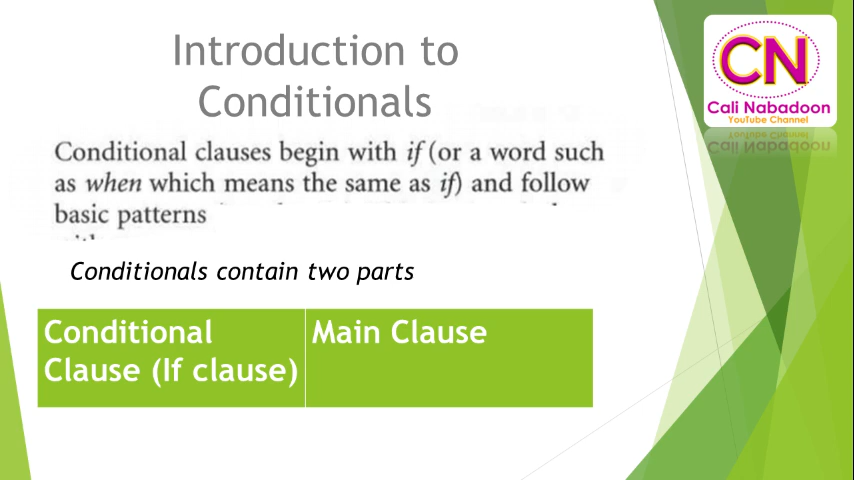 Introduction to
Conditionals
CN
Cali Nabadoon
YouTube Channel
Conditional clauses begin with if (or a word such
as when which means the same as if) and follow
basic patterns
Conditionals contain two parts
Conditional
Clause (If clause)
Main Clause